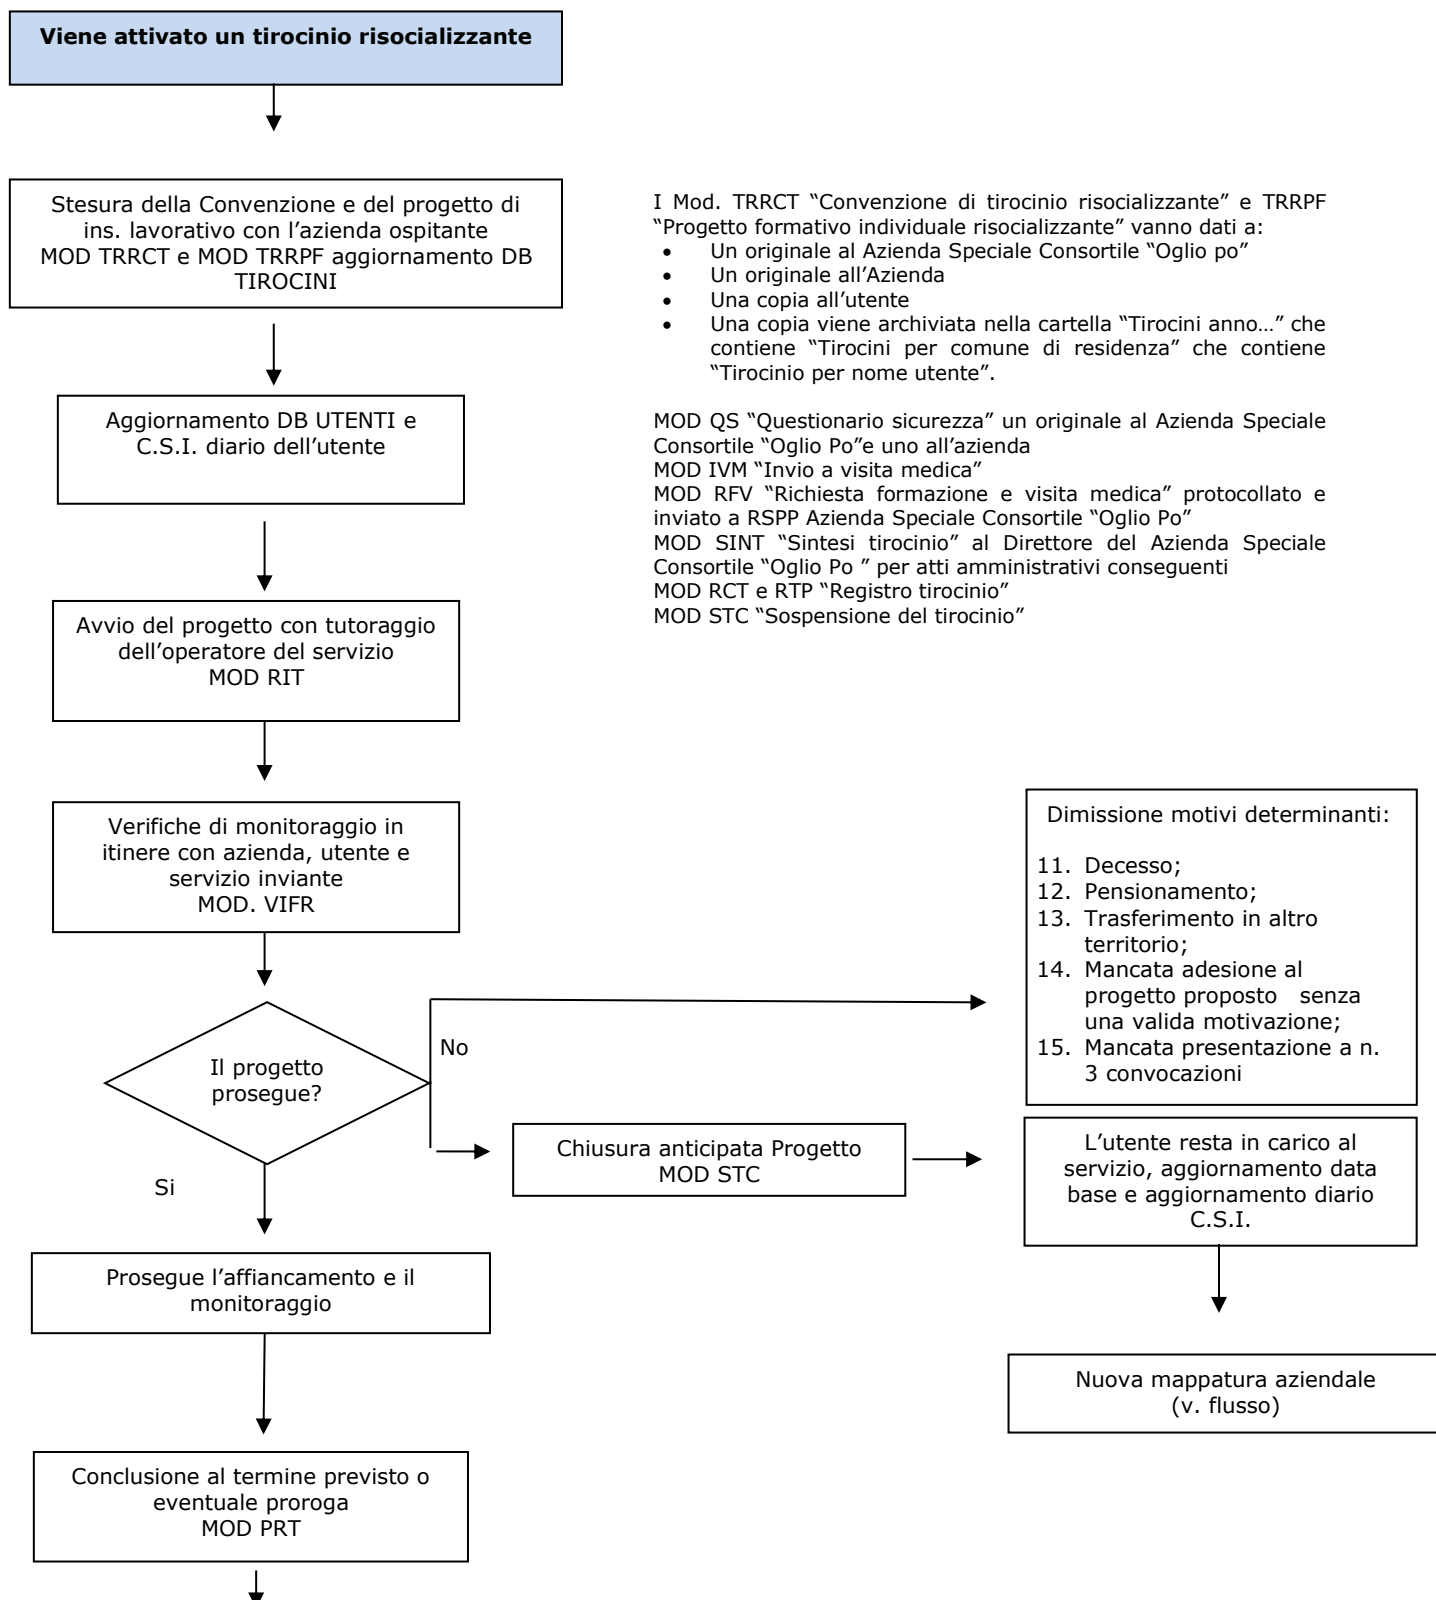 Viene attivato un tirocinio risocializzante
Stesura della Convenzione e del progetto di
ins. lavorativo con l’azienda ospitante
MOD TRRCT e MOD TRRPF aggiornamento DB
TIROCINI
I Mod. TRRCT “Convenzione di tirocinio risocializzante” e TRRPF
“Progetto formativo individuale risocializzante” vanno dati a:
• Un originale al Azienda Speciale Consortile “Oglio po”
• Un originale all’Azienda
• Una copia all’utente
• Una copia viene archiviata nella cartella “Tirocini anno…” che
contiene “Tirocini per comune di residenza” che contiene
“Tirocinio per nome utente”.
MOD QS “Questionario sicurezza” un originale al Azienda Speciale
Consortile “Oglio Po”e uno all’azienda
MOD IVM “Invio a visita medica”
MOD RFV “Richiesta formazione e visita medica” protocollato e
inviato a RSPP Azienda Speciale Consortile “Oglio Po”
MOD SINT “Sintesi tirocinio” al Direttore del Azienda Speciale
Consortile “Oglio Po ” per atti amministrativi conseguenti
MOD RCT e RTP “Registro tirocinio”
MOD STC “Sospensione del tirocinio”
Aggiornamento DB UTENTI e
C.S.I. diario dell’utente
Avvio del progetto con tutoraggio
dell’operatore del servizio
MOD RIT
Verifiche di monitoraggio in
itinere con azienda, utente e
servizio inviante
MOD. VIFR
Dimissione motivi determinanti:
11. Decesso;
12. Pensionamento;
13. Trasferimento in altro
territorio;
14. Mancata adesione al
progetto proposto senza
una valida motivazione;
15. Mancata presentazione a n.
3 convocazioni
Il progetto
prosegue?
No
Si
Chiusura anticipata Progetto
MOD STC
L’utente resta in carico al
servizio, aggiornamento data
base e aggiornamento diario
C.S.I.
Prosegue l’affiancamento e il
monitoraggio
Nuova mappatura aziendale
(v. flusso)
Conclusione al termine previsto o
eventuale proroga
MOD PRT